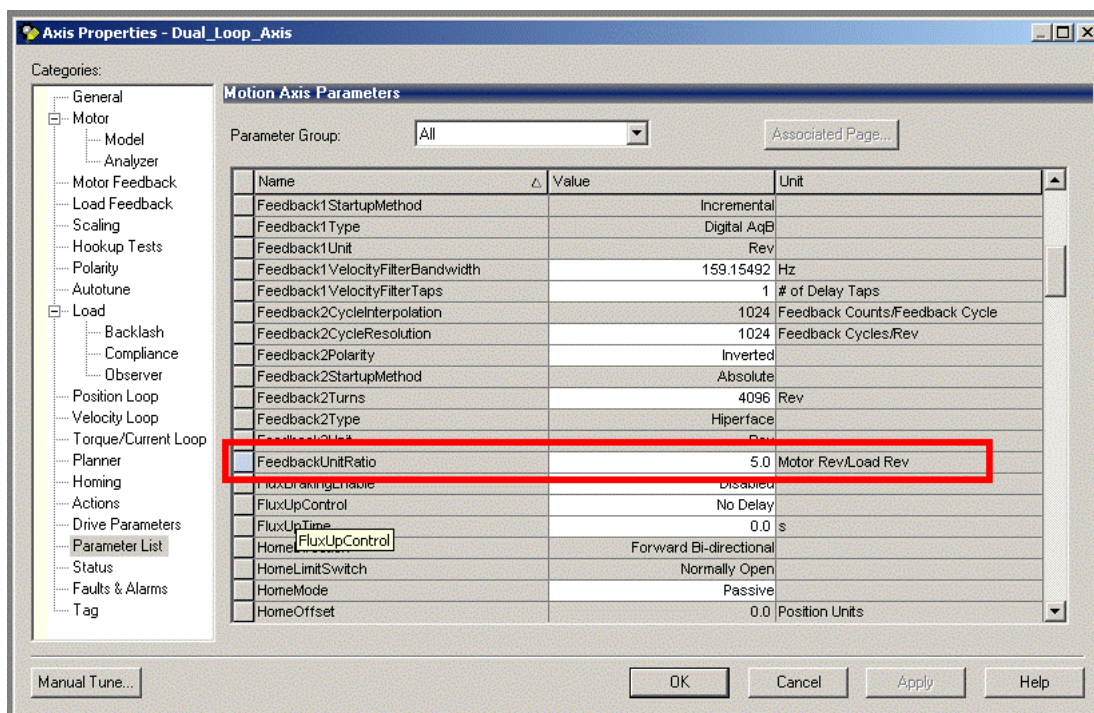 Axis Properties - Dual_Loop_Axis
Categories:
General
Motor
Model
Analyzer
Motor Feedback
Load Feedback
Scaling
Hookup Tests
Polarity
Autotune
Load
Backlash
Compliance
Observer
Position Loop
Velocity Loop
Torque/Current Loop
Planner
Homing
Actions
Drive Parameters
Parameter List
Status
Faults & Alarms
Tag
Motion Axis Parameters
Parameter Group: All Associated Page...
Name Value Unit
Feedback1StartupMethod Incremental
Feedback1Type Digital AqB
Feedback1Unit Rev
Feedback1VelocityFilterBandwidth 159.15492 Hz
Feedback1VelocityFilterTaps 1 # of Delay Taps
Feedback2CycleInterpolation 1024 Feedback Counts/Feedback Cycle
Feedback2CycleResolution 1024 Feedback Cycles/Rev
Feedback2Polarity Inverted
Feedback2StartupMethod Absolute
Feedback2Turns 4096 Rev
Feedback2Type Hiperface
Feedback2Unit Rev
FeedbackUnitRatio 5.0 Motor Rev/Load Rev
FluxBrakingEnable Disabled
FluxUpControl No Delay
FluxUpTime 0.0 s
FluxUpControl
HomeDirection Forward Bi-directional
HomeLimitSwitch Normally Open
HomeMode Passive
HomeOffset 0.0 Position Units
Manual Tune... OK Cancel Apply Help